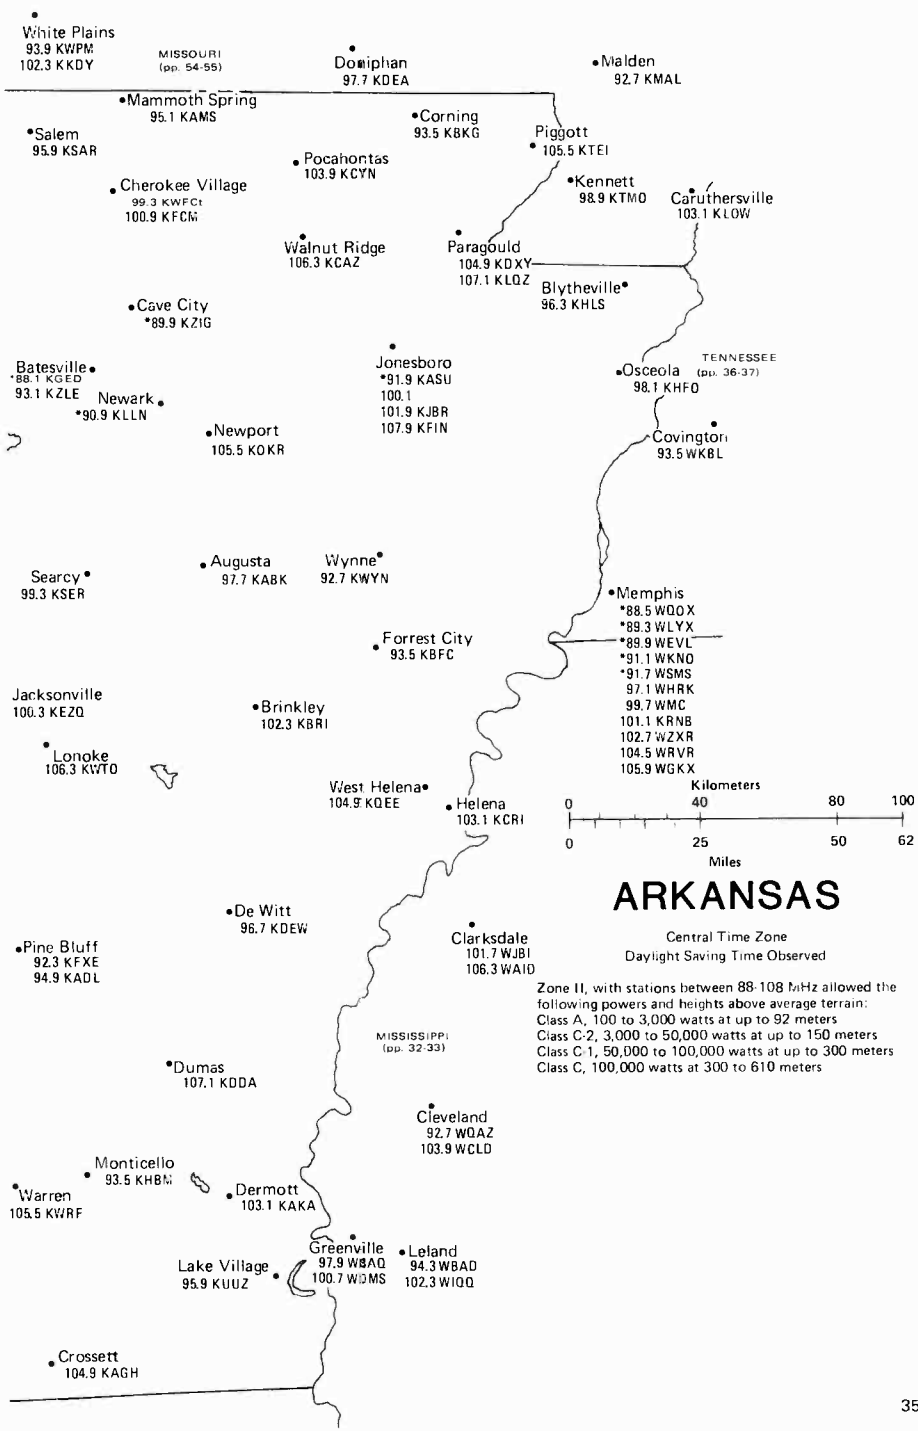 White Plains
93.9 KWPM
102.3 KKDY
MISSOURI
(pp. 54-55)
Doniphan
97.7 KDEA
Malden
92.7 KMAL
Mammoth Spring
95.1 KAMS
Corning
93.5 KBKG
Salem
95.9 KSAR
Piggott
105.5 KTEI
Pocahontas
103.9 KCYN
Cherokee Village
99.3 KWFCt
100.9 KFCM
Kennett
98.9 KTMO
Caruthersville
103.1 KLOW
Walnut Ridge
106.3 KCAZ
Paragould
104.9 KDXY
107.1 KLQZ
Blytheville
96.3 KHLS
Cave City
*89.9 KZIG
Batesville
*88.1 KGED
93.1 KZLE
Newark
*90.9 KLLN
Jonesboro
*91.9 KASU
100.1
101.9 KJBR
107.9 KFIN
TENNESSEE
(pp. 36-37)
Osceola
98.1 KHFO
Newport
105.5 KOKR
Covington
93.5 WKBL
Augusta
97.7 KABK
Wynne
92.7 KWYN
Searcy
99.3 KSER
Memphis
*88.5 WQOX
*89.3 WLYX
*89.9 WEVL
*91.1 WKNO
*91.7 WSMS
97.1 WHRK
99.7 WMC
101.1 KRNB
102.7 WZXR
104.5 WRVR
105.9 WGKX
Forrest City
93.5 KBFC
Jacksonville
100.3 KEZQ
Brinkley
102.3 KBRI
Lonoke
106.3 KWTO
West Helena
104.9 KQEE
Helena
103.1 KCRI
Kilometers
0 40 80 100
0 25 50 62
Miles
ARKANSAS
Central Time Zone
Daylight Saving Time Observed
Zone II, with stations between 88-108 MHz allowed the
following powers and heights above average terrain:
Class A, 100 to 3,000 watts at up to 92 meters
Class C-2, 3,000 to 50,000 watts at up to 150 meters
Class C-1, 50,000 to 100,000 watts at up to 300 meters
Class C, 100,000 watts at 300 to 610 meters
De Witt
96.7 KDEW
Pine Bluff
92.3 KFXE
94.9 KADL
Clarksdale
101.7 WJBI
106.3 WAID
MISSISSIPPI
(pp. 32-33)
Dumas
107.1 KDDA
Cleveland
92.7 WQAZ
103.9 WCLD
Monticello
93.5 KHBM
Warren
105.5 KWRF
Dermott
103.1 KAKA
Greenville
97.9 WBAQ
100.7 WDMS
Leland
94.3 WBAD
102.3 WIQQ
Lake Village
95.9 KUUZ
Crossett
104.9 KAGH
35